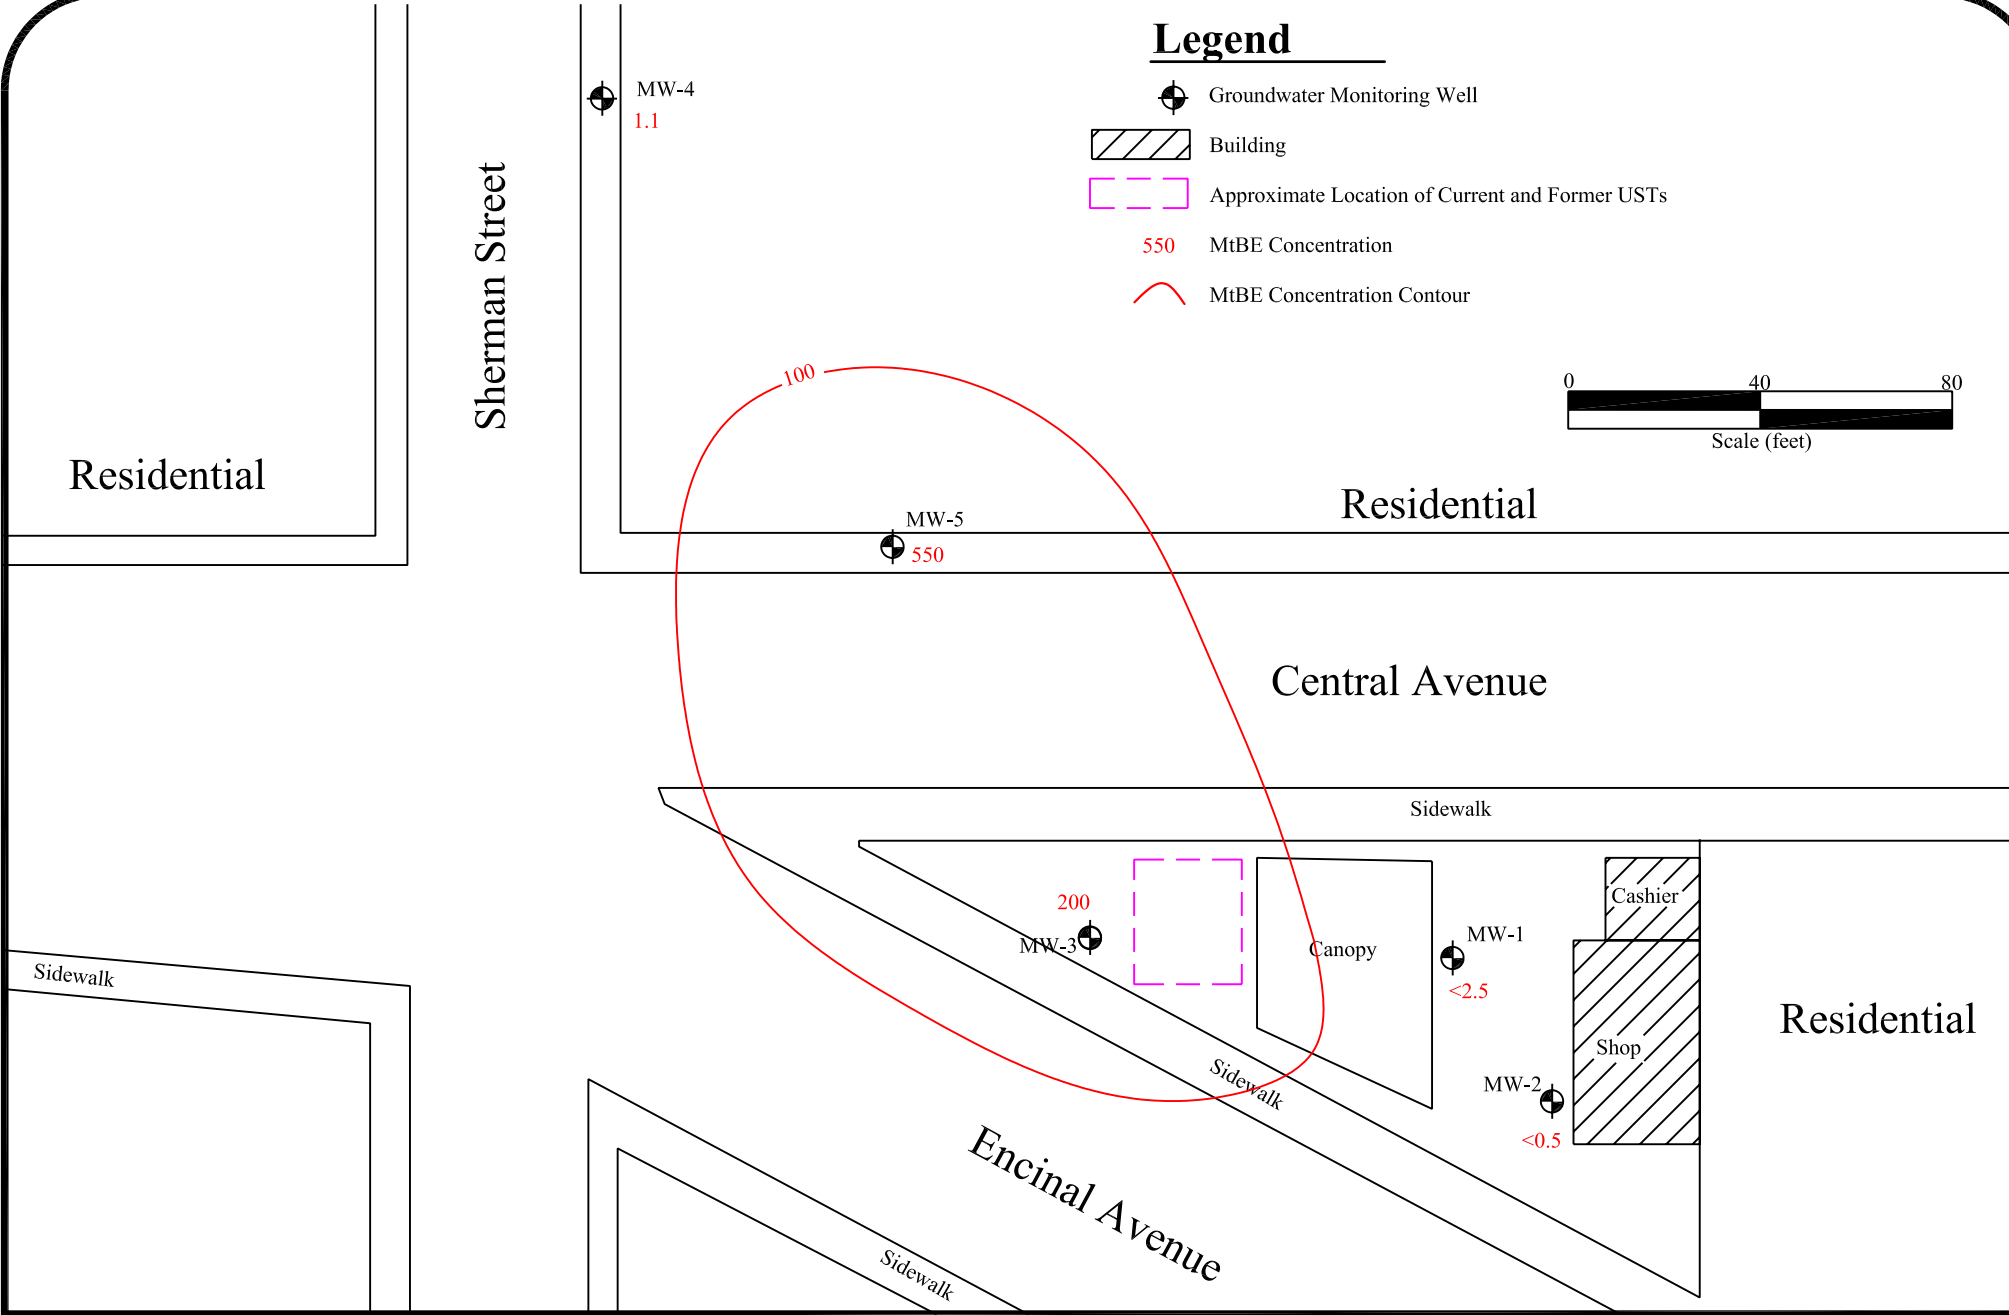 Legend
MW-4
1.1
Groundwater Monitoring Well
Building
Approximate Location of Current and Former USTs
550
MtBE Concentration
MtBE Concentration Contour
Sherman Street
100
0
40
80
Scale (feet)
Residential
Residential
MW-5
550
Central Avenue
Sidewalk
200
MW-3
Canopy
Cashier
MW-1
<2.5
Sidewalk
Residential
Shop
Sidewalk
MW-2
<0.5
Encinal Avenue
Sidewalk